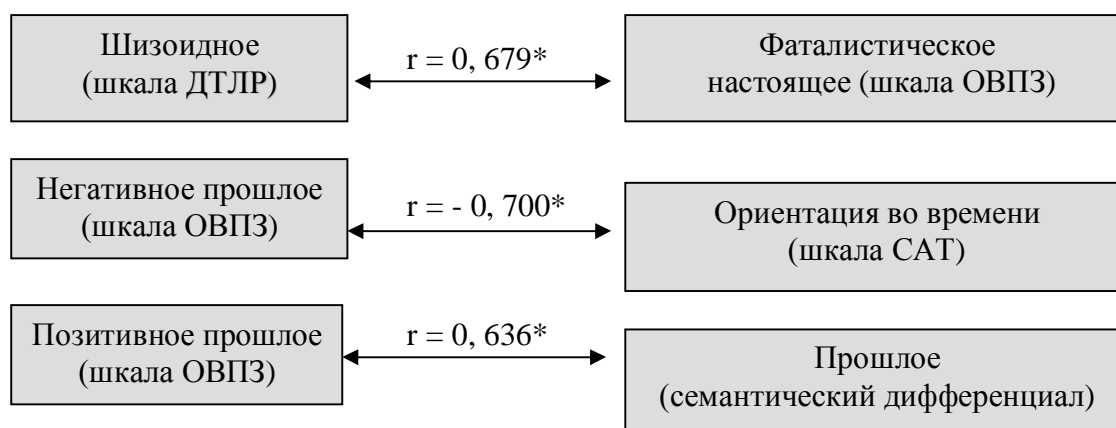 Шизоидное
(шкала ДТЛР)
r = 0, 679*
Фаталистическое
настоящее (шкала ОВПЗ)
Негативное прошлое
(шкала ОВПЗ)
r = - 0, 700*
Ориентация во времени
(шкала САТ)
Позитивное прошлое
(шкала ОВПЗ)
r = 0, 636*
Прошлое
(семантический дифференциал)